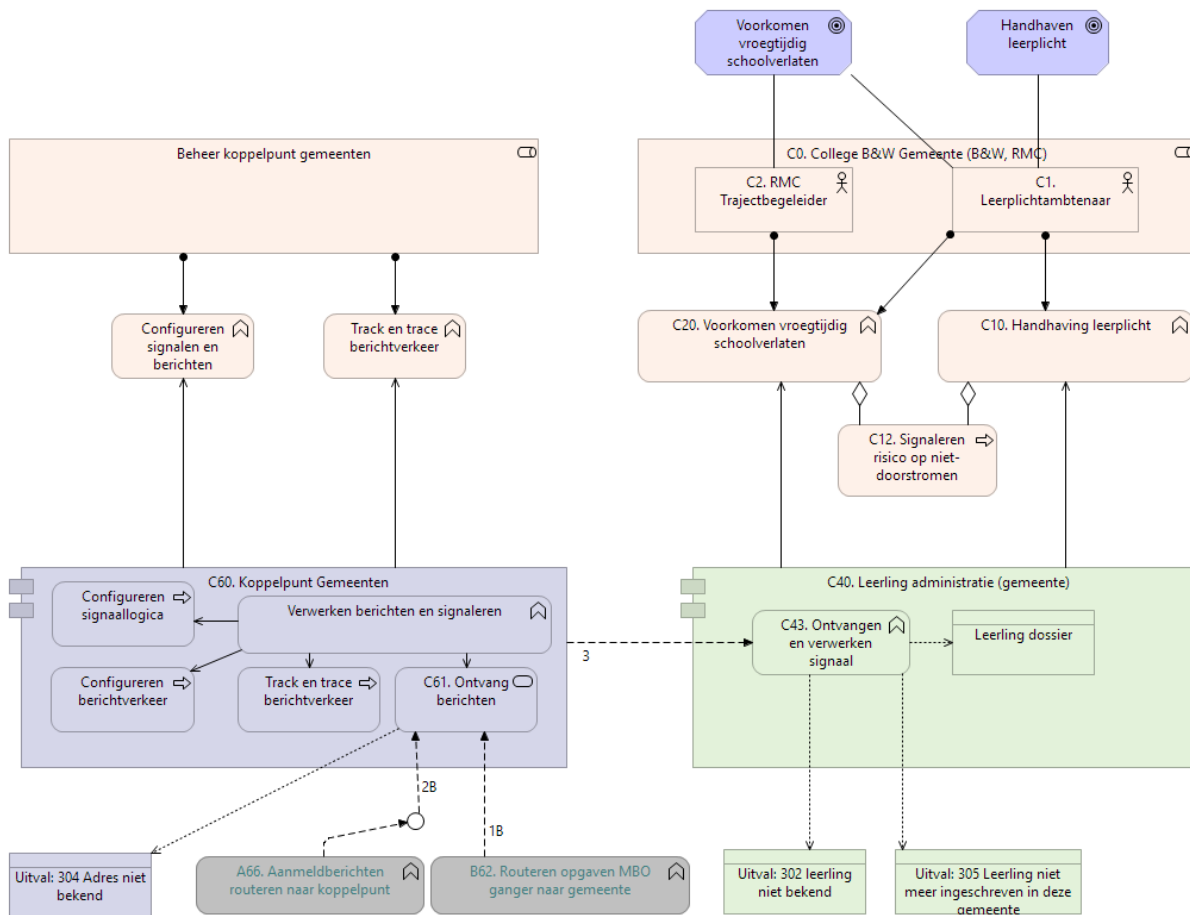 Voorkomen
vroegtijdig
schoolverlaten
Handhaven
leerplicht
Beheer koppelpunt gemeenten
C0. College B&W Gemeente (B&W, RMC)
C2. RMC
Trajectbegeleider
C1.
Leerplichtambtenaar
Configureren
signalen en
berichten
Track en trace
berichtverkeer
C20. Voorkomen vroegtijdig
schoolverlaten
C10. Handhaving leerplicht
C12. Signaleren
risico op niet-
doorstromen
C60. Koppelpunt Gemeenten
Configureren
signaallogica
Verwerken berichten en signaleren
Configureren
berichtverkeer
Track en trace
berichtverkeer
C61. Ontvang
berichten
3
C40. Leerling administratie (gemeente)
C43. Ontvangen
en verwerken
signaal
Leerling dossier
2B
1B
Uitval: 304 Adres niet
bekend
A66. Aanmeldberichten
routeren naar koppelpunt
B62. Routeren opgaven MBO
ganger naar gemeente
Uitval: 302 leerling
niet bekend
Uitval: 305 Leerling niet
meer ingeschreven in deze
gemeente